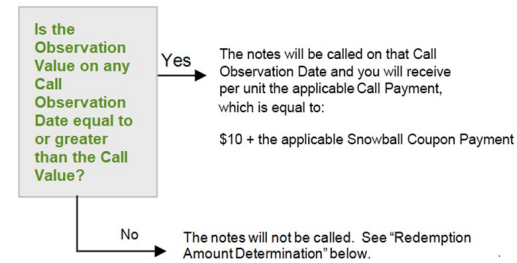 Is the
Observation
Value on any
Call
Observation
Date equal to
or greater
than the Call
Value?
Yes
The notes will be called on that Call
Observation Date and you will receive
per unit the applicable Call Payment,
which is equal to:
$10 + the applicable Snowball Coupon Payment
No
The notes will not be called. See “Redemption
Amount Determination” below.